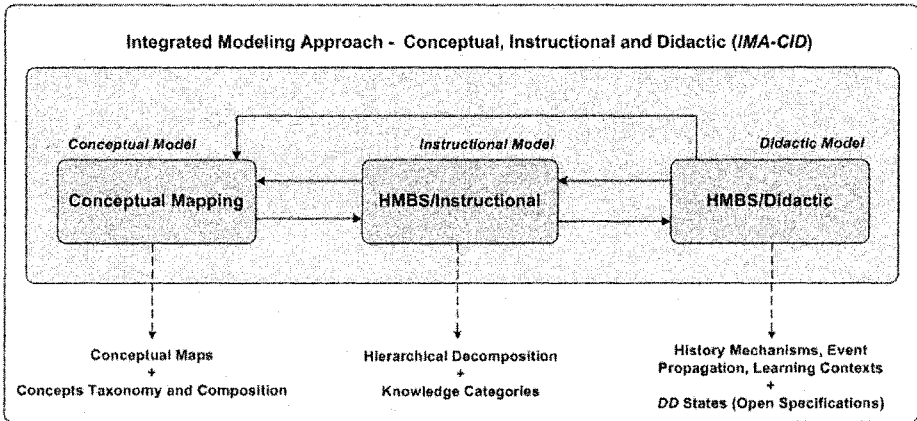 Integrated Modeling Approach - Conceptual, Instructional and Didactic (IMA-CID)
Conceptual Model
Instructional Model
Didactic Model
Conceptual Mapping
HMBS/Instructional
HMBS/Didactic
Conceptual Maps
+
Concepts Taxonomy and Composition
Hierarchical Decomposition
+
Knowledge Categories
History Mechanisms, Event
Propagation, Learning Contexts
+
DD States (Open Specifications)